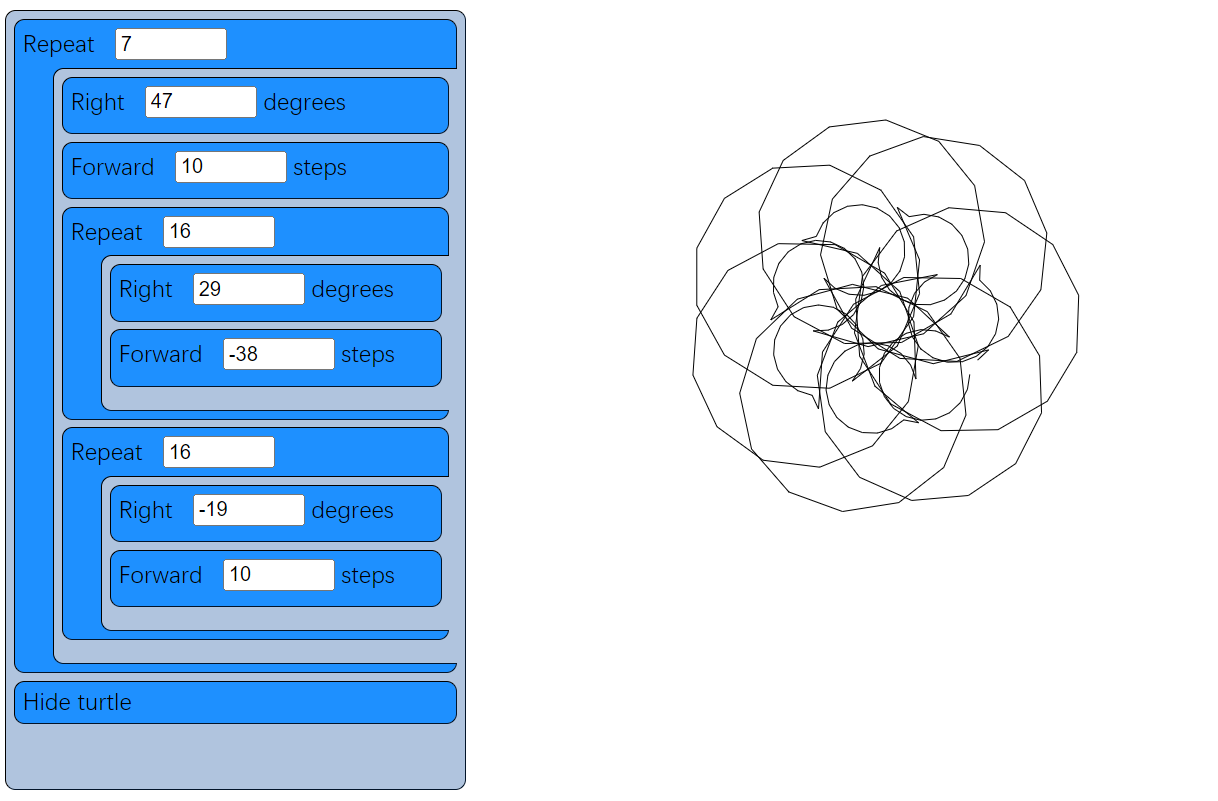 Repeat 7
Right 47 degrees
Forward 10 steps
Repeat 16
Right 29 degrees
Forward -38 steps
Repeat 16
Right -19 degrees
Forward 10 steps
Hide turtle